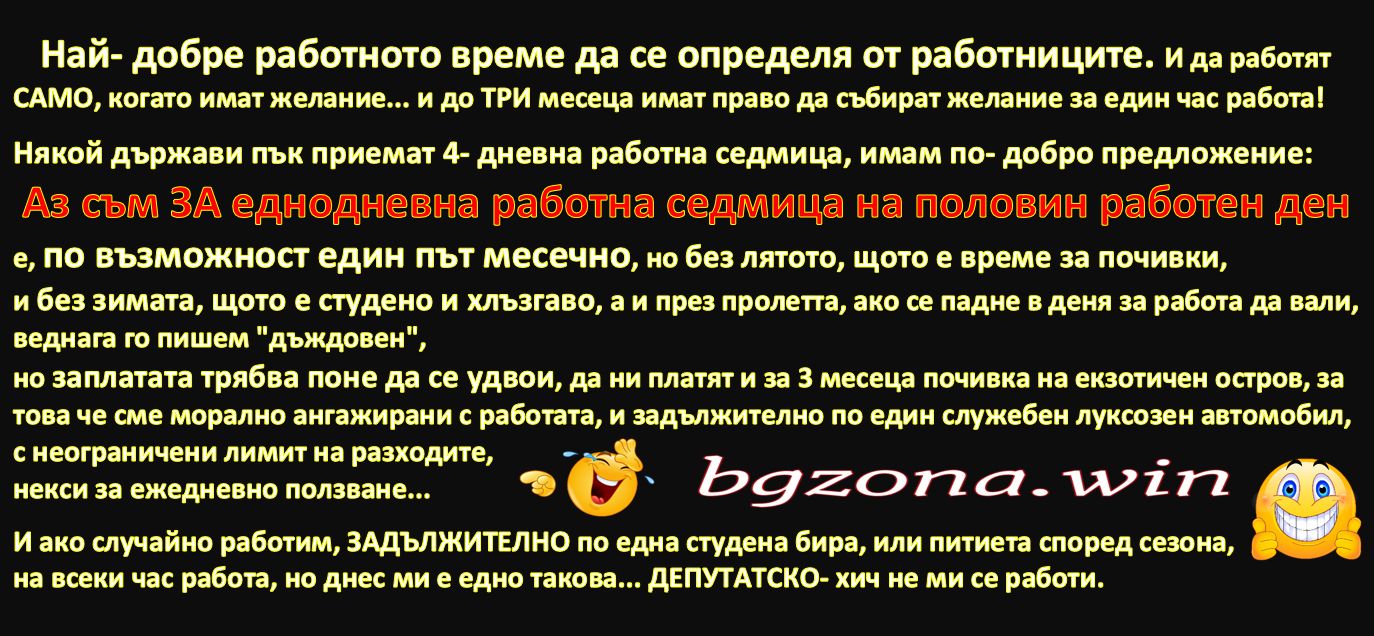 Най- добре работното време да се определя от работниците. И да работят
САМО, когато имат желание... и до ТРИ месеца имат право да събират желание за един час работа!
Някой държави пък приемат 4- дневна работна седмица, имам по- добро предложение:
Аз съм ЗА еднодневна работна седмица на половин работен ден
е, по възможност един път месечно, но без лятото, щото е време за почивки,
и без зимата, щото е студено и хлъзгаво, а и през пролетта, ако се падне в деня за работа да вали,
веднага го пишем "дъждовен",
но заплатата трябва поне да се удвои, да ни платят и за 3 месеца почивка на екзотичен остров, за
това че сме морално ангажирани с работата, и задължително по един служебен луксозен автомобил,
с неограничени лимит на разходите,
некси за ежедневно ползване...
bgzona.win
И ако случайно работим, ЗАДЪЛЖИТЕЛНО по една студена бира, или питиета според сезона,
на всеки час работа, но днес ми е едно такова... ДЕПУТАТСКО- хич не ми се работи.